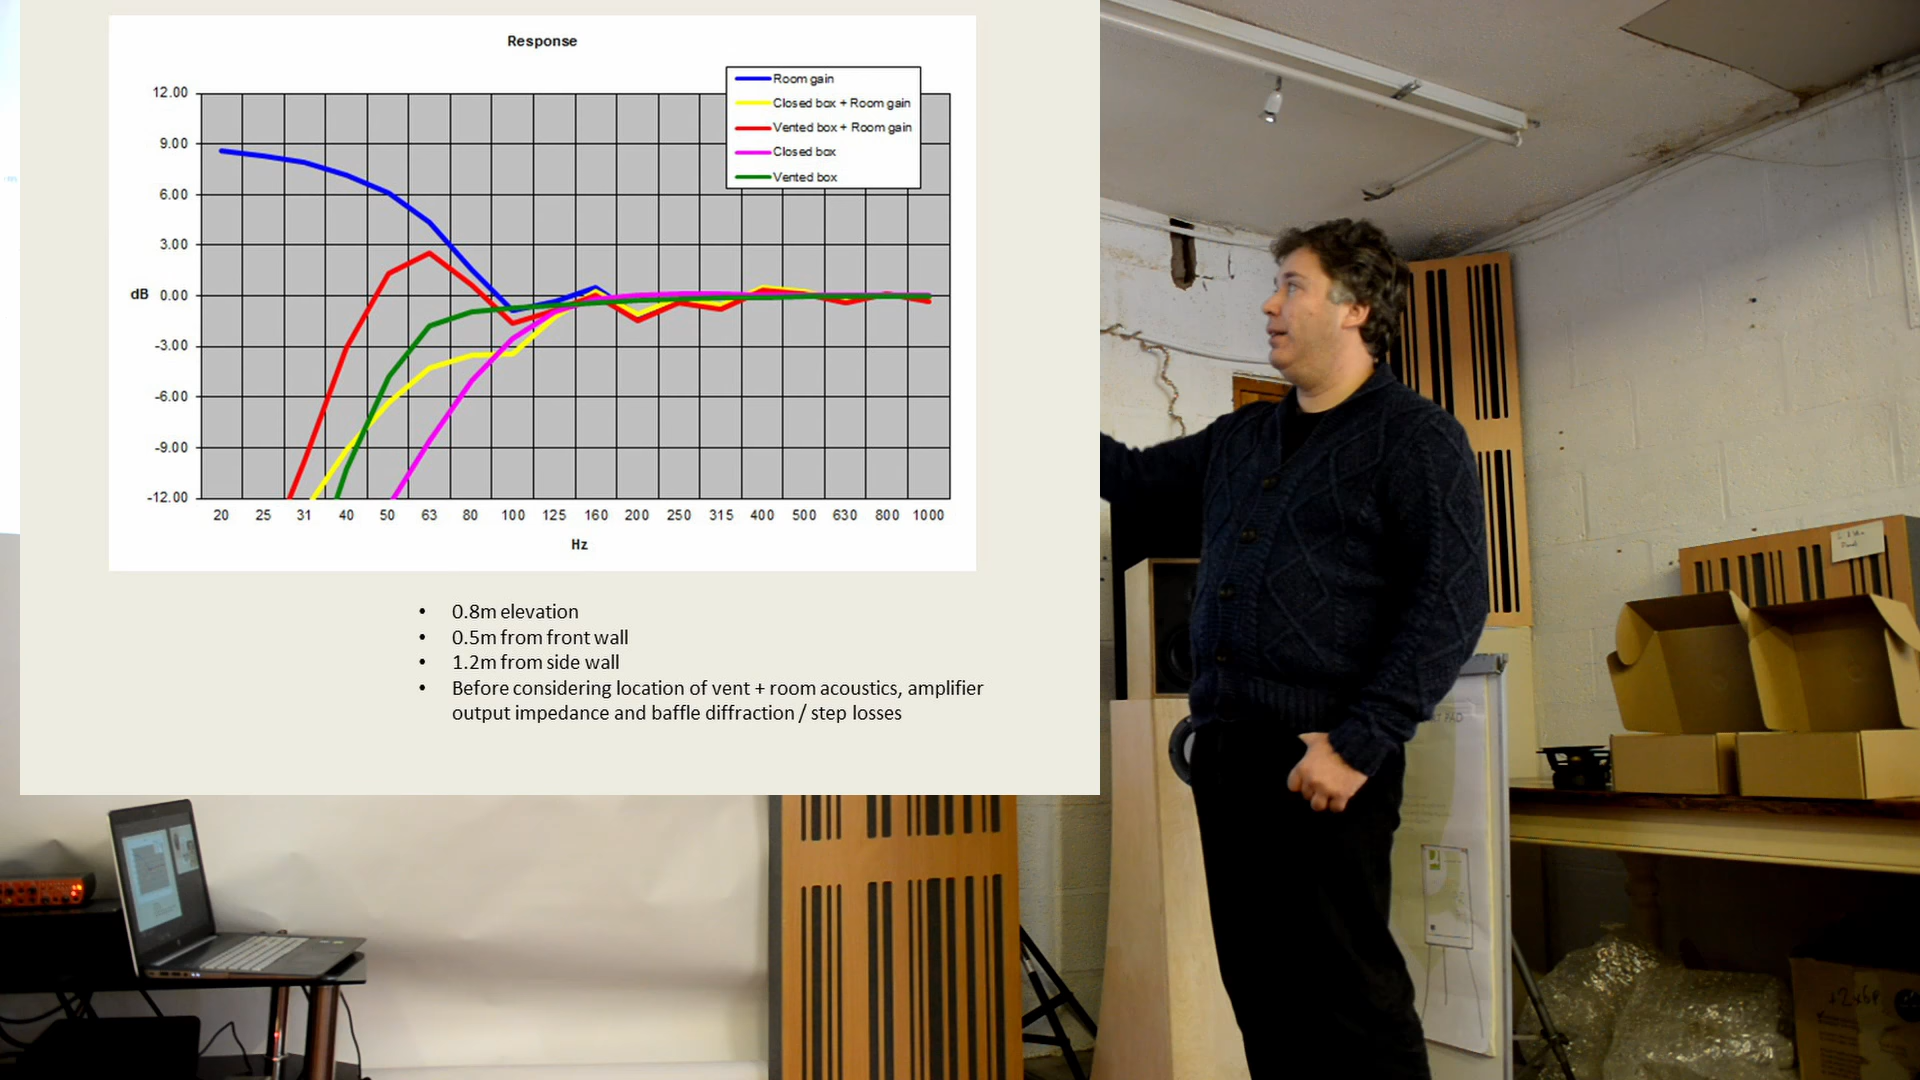 Response
Room gain
Closed box + Room gain
Vented box + Room gain
Closed box
Vented box
12.00
9.00
6.00
3.00
0.00
-3.00
-6.00
-9.00
-12.00
dB
20 25 31 40 50 63 80 100 125 160 200 250 315 400 500 630 800 1000
Hz
• 0.8m elevation
• 0.5m from front wall
• 1.2m from side wall
• Before considering location of vent + room acoustics, amplifier
output impedance and baffle diffraction / step losses
PAD